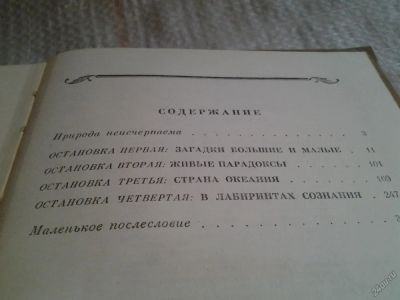 СОДЕРЖАНИЕ
Природа неисчерпаема . . . . . . . . . . . . . 3
ОСТАНОВКА ПЕРВАЯ: ЗАГАДКИ БОЛЬШИЕ И МАЛЫЕ . . 11
ОСТАНОВКА ВТОРАЯ: ЖИВЫЕ ПАРАДОКСЫ . . . . . . 101
ОСТАНОВКА ТРЕТЬЯ: СТРАНА ОКЕАНИЯ . . . . . . . 169
ОСТАНОВКА ЧЕТВЕРТАЯ: В ЛАБИРИНТАХ СОЗНАНИЯ . 247
Маленькое послесловие . . . . . . . . . . . . .